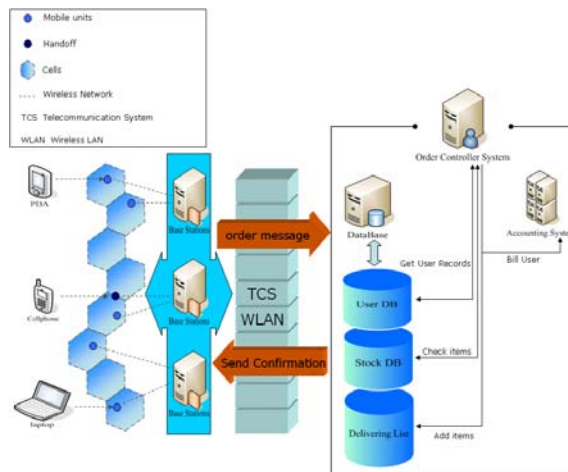 Mobile units
Handoff
Cells
Wireless Network
TCS Telecommunication System
WLAN Wireless LAN
PDA
Cellphone
laptop
Base Stations
Base Stations
Base Stations
order message
TCS
WLAN
Send Confirmation
Order Controller System
DataBase
Accounting Syste
Get User Records
Bill User
User DB
Check items
Stock DB
Delivering List
Add items